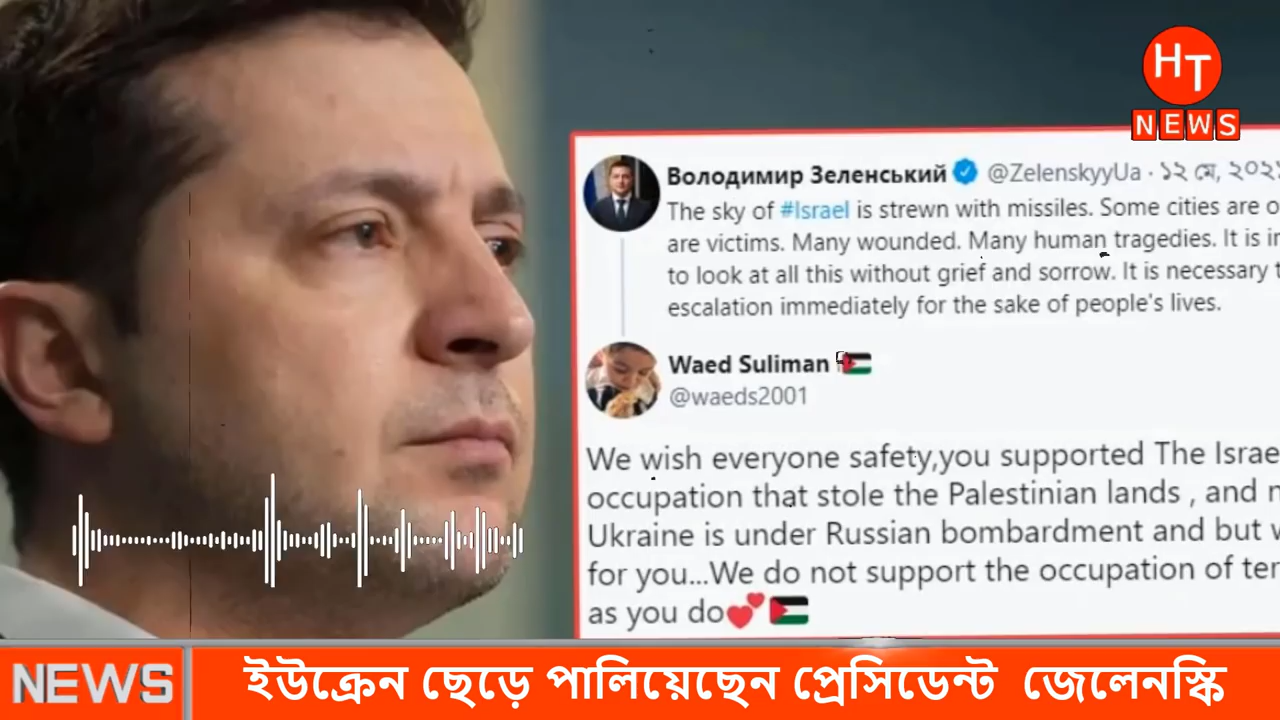 HT
NEWS
Володимир Зеленський @ZelenskyyUa · ১২ মে, ২০২১
The sky of #Israel is strewn with missiles. Some cities are o
are victims. Many wounded. Many human tragedies. It is i
to look at all this without grief and sorrow. It is necessary t
escalation immediately for the sake of people's lives.
Waed Suliman
@waeds2001
We wish everyone safety,you supported The Israe
occupation that stole the Palestinian lands , and
Ukraine is under Russian bombardment and but
for you...We do not support the occupation of ter
as you do
NEWS
ইউক্রেন ছেড়ে পালিয়েছেন প্রেসিডেন্ট জেলেনস্কি